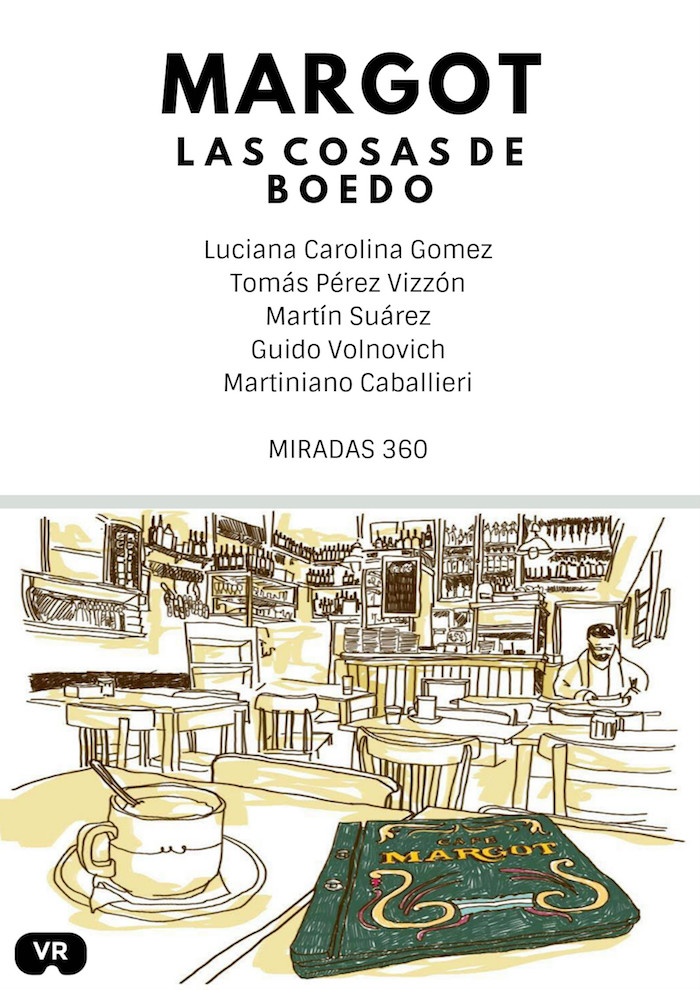 MARGOT
LAS COSAS DE
BOEDO
Luciana Carolina Gomez
Tomás Pérez Vizzón
Martín Suárez
Guido Volnovich
Martiniano Caballieri
MIRADAS 360
CAFE
MARGOT
VR